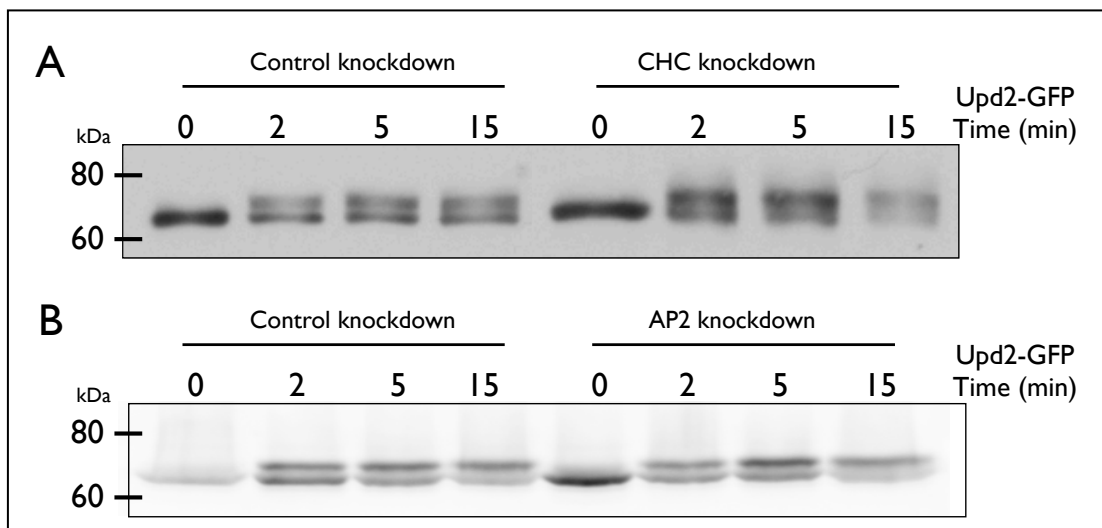 A
Control knockdown
CHC knockdown
0 2 5 15 0 2 5 15
Upd2-GFP
Time (min)
kDa
80
60
B
Control knockdown
AP2 knockdown
0 2 5 15 0 2 5 15
Upd2-GFP
Time (min)
kDa
80
60